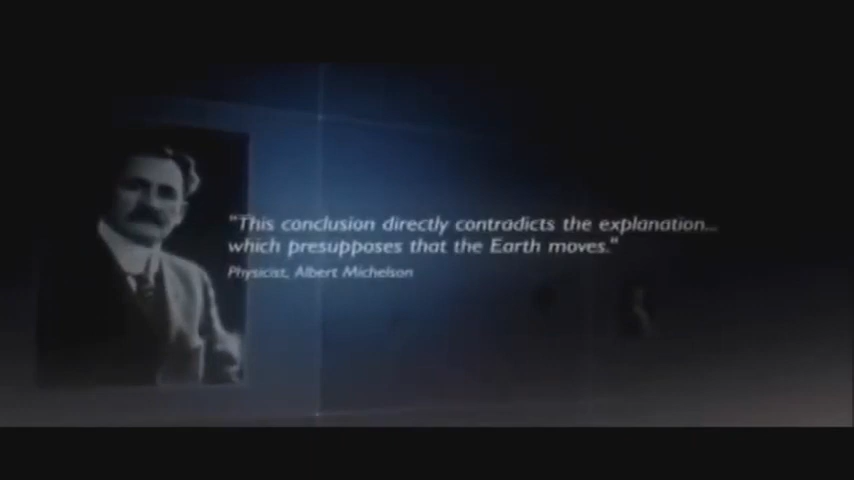 "This conclusion directly contradicts the explanation...
which presupposes that the Earth moves."
Physicist, Albert Michelson